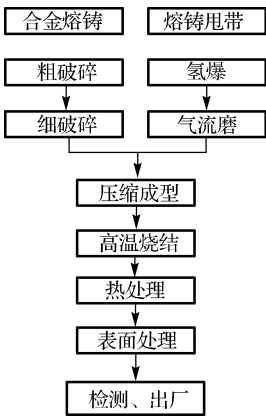 合金熔铸 熔铸甩带
粗破碎 氢爆
细破碎 气流磨
压缩成型
高温烧结
热处理
表面处理
检测、出厂